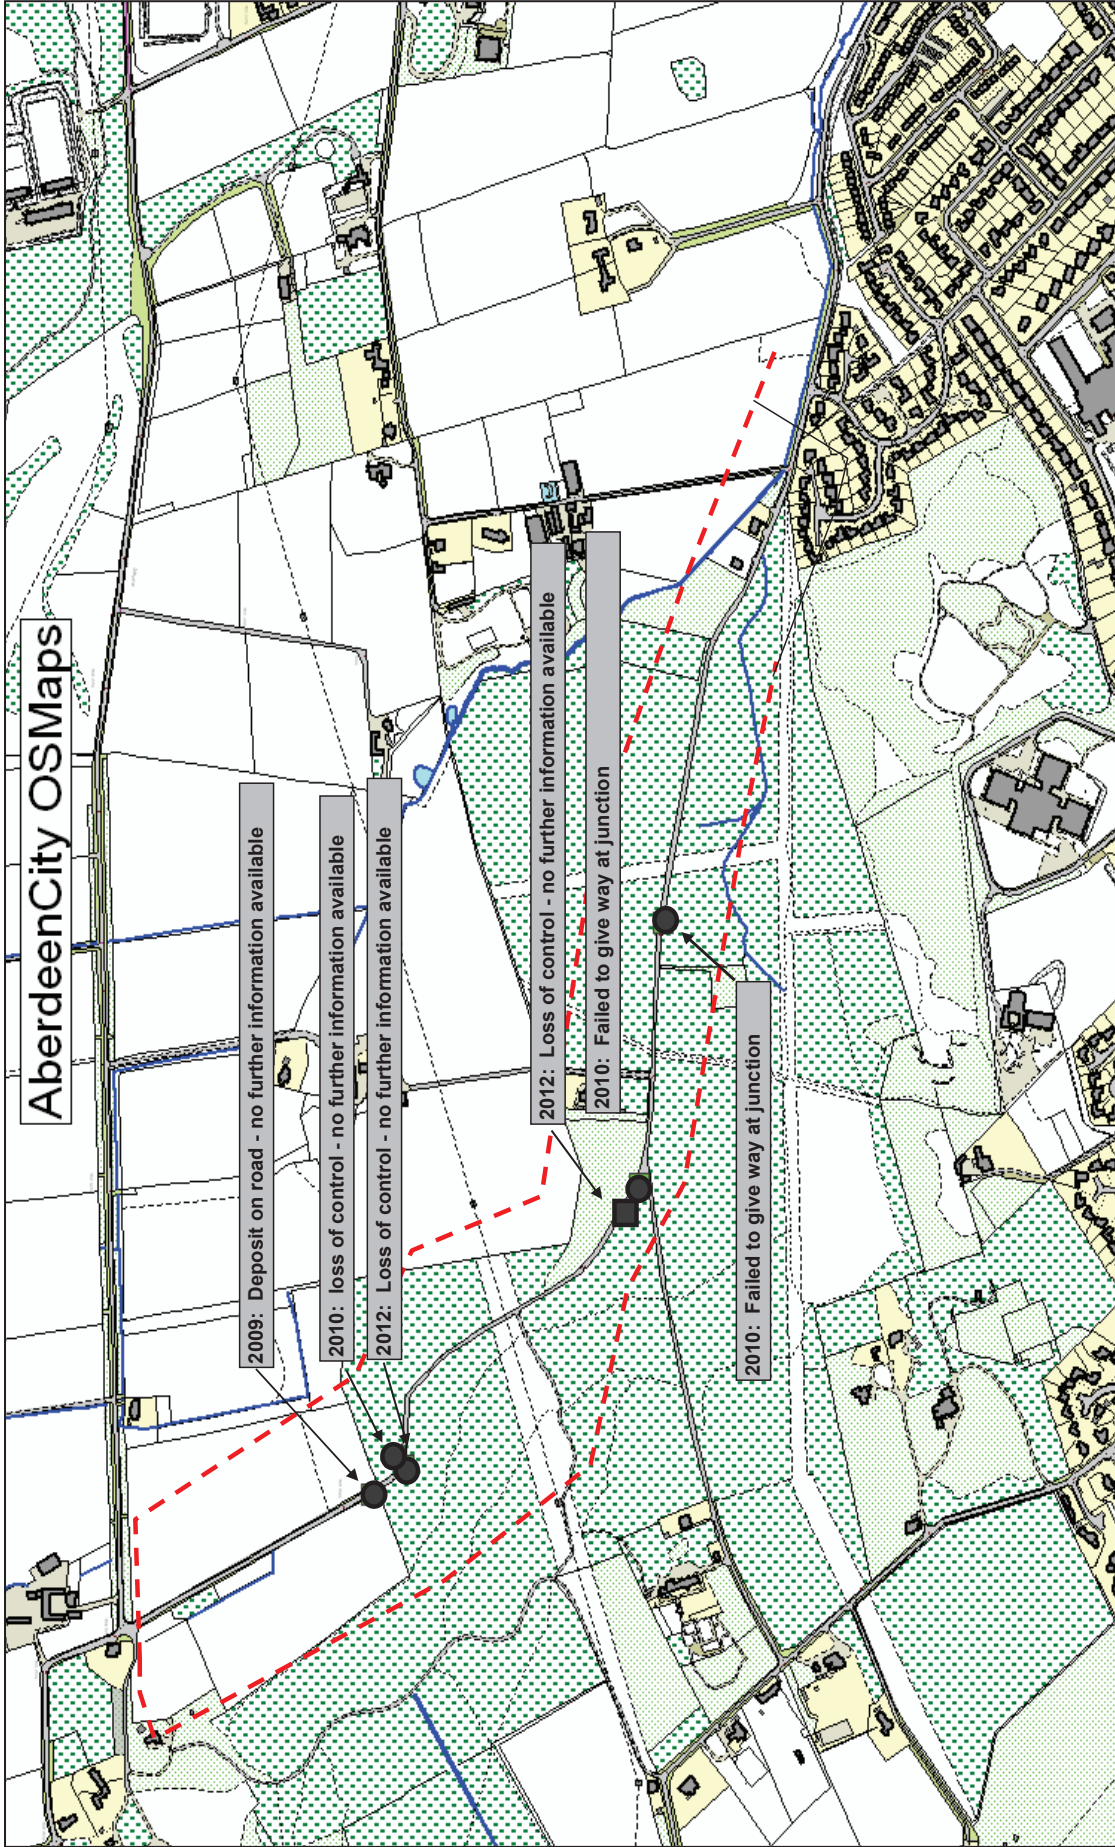 AberdeenCity OSMaps
2009: Deposit on road - no further information available
2010: loss of control - no further information available
2012: Loss of control - no further information available
2012: Loss of control - no further information available
2010: Failed to give way at junction
2010: Failed to give way at junction